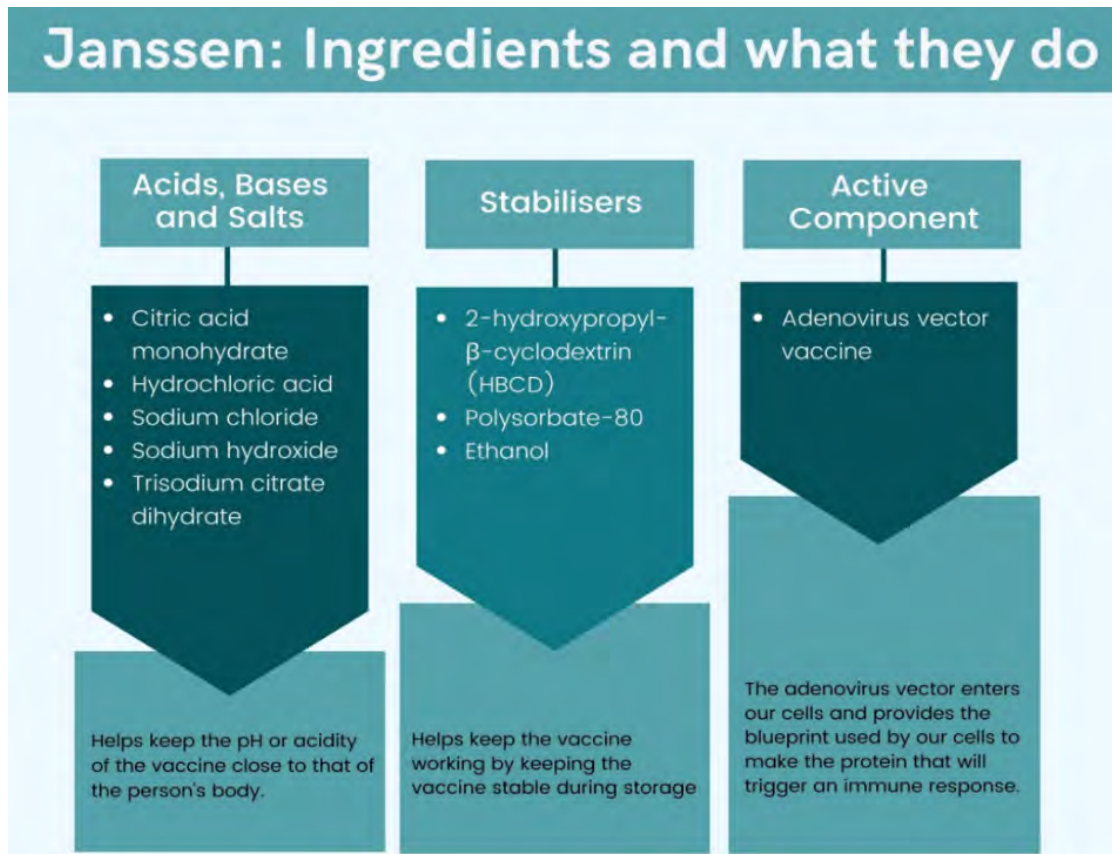 Janssen: Ingredients and what they do
Acids, Bases
and Salts
• Citric acid
monohydrate
• Hydrochloric acid
• Sodium chloride
• Sodium hydroxide
• Trisodium citrate
dihydrate
Helps keep the pH or acidity
of the vaccine close to that of
the person's body.
Stabilisers
• 2-hydroxypropyl-
β-cyclodextrin
(HBCD)
• Polysorbate-80
• Ethanol
Helps keep the vaccine
working by keeping the
vaccine stable during storage
Active
Component
• Adenovirus vector
vaccine
The adenovirus vector enters
our cells and provides the
blueprint used by our cells to
make the protein that will
trigger an immune response.